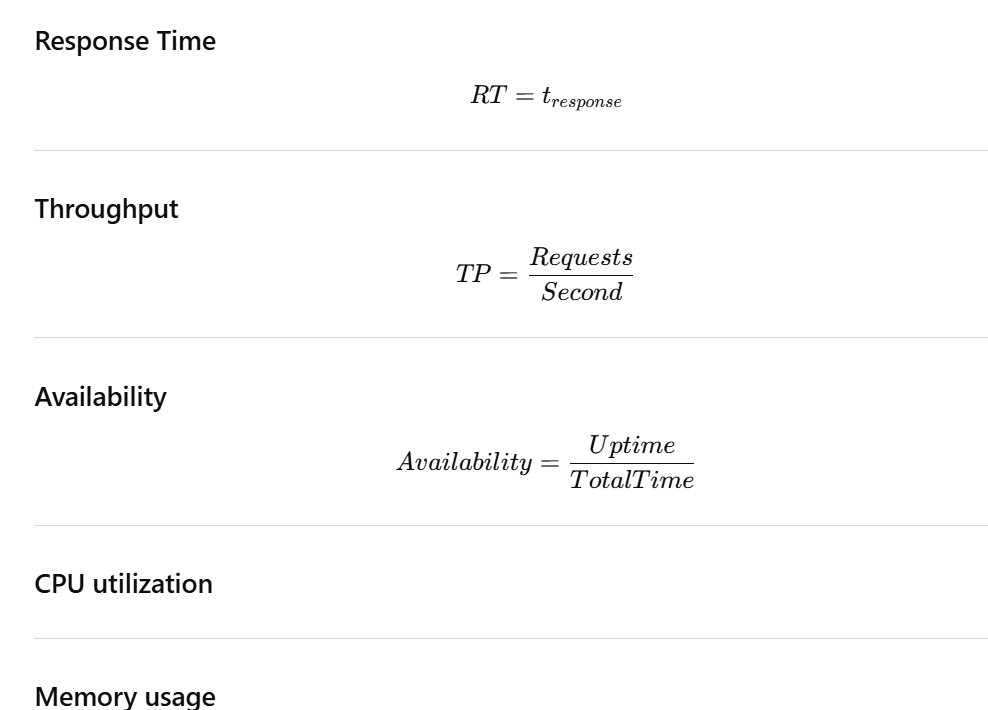 Response Time
RT = t_response
Throughput
TP = Requests / Second
Availability
Availability = Uptime / TotalTime
CPU utilization
Memory usage